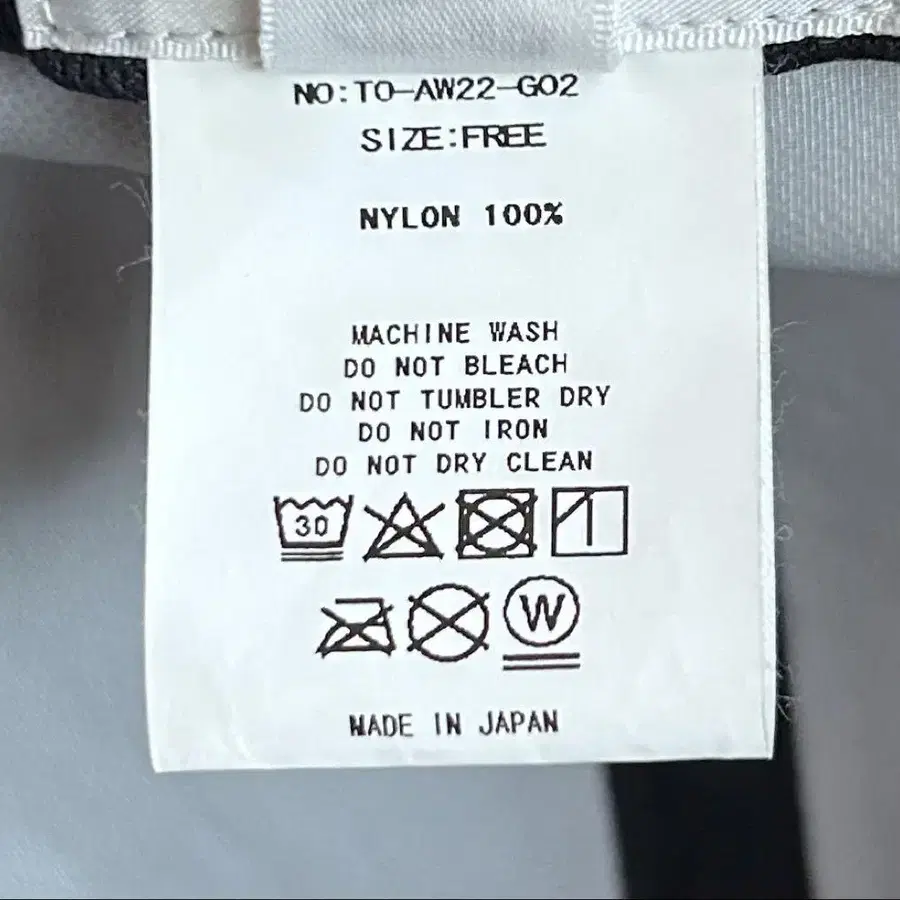 NO:TO-AW22-G02
SIZE:FREE
NYLON 100%
MACHINE WASH
DO NOT BLEACH
DO NOT TUMBLER DRY
DO NOT IRON
DO NOT DRY CLEAN
30
W
MADE IN JAPAN